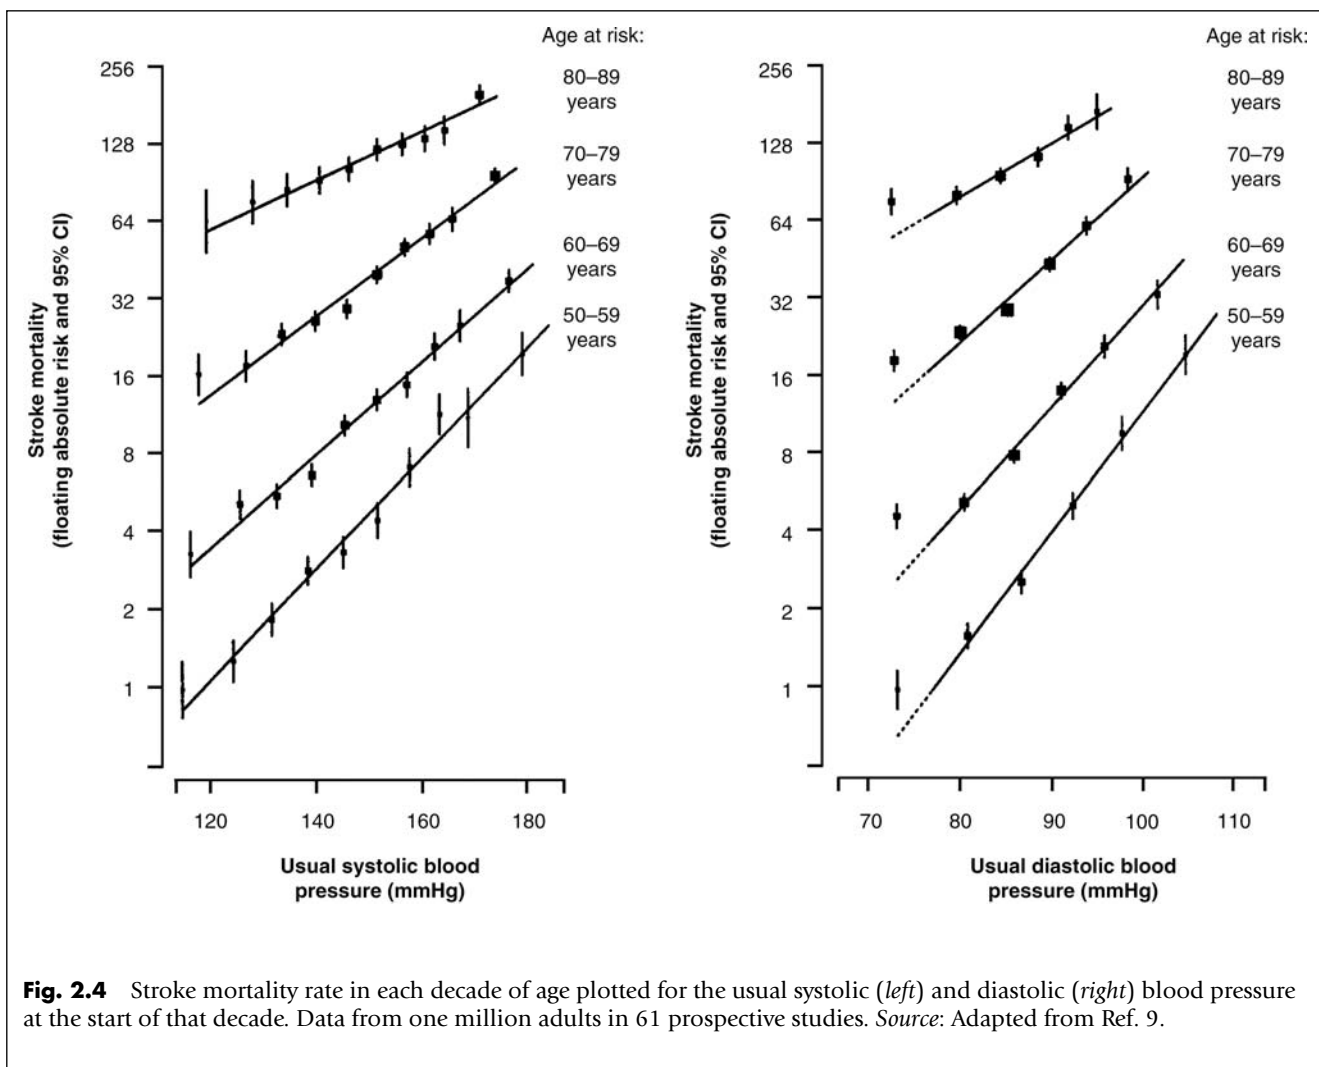 Age at risk:
256
128
64
32
16
8
4
2
1
80–89
years
70–79
years
60–69
years
50–59
years
Stroke mortality
(floating absolute risk and 95% CI)
120 140 160 180
Usual systolic blood
pressure (mmHg)
Age at risk:
256
128
64
32
16
8
4
2
1
80–89
years
70–79
years
60–69
years
50–59
years
Stroke mortality
(floating absolute risk and 95% CI)
70 80 90 100 110
Usual diastolic blood
pressure (mmHg)
Fig. 2.4 Stroke mortality rate in each decade of age plotted for the usual systolic (left) and diastolic (right) blood pressure
at the start of that decade. Data from one million adults in 61 prospective studies. Source: Adapted from Ref. 9.